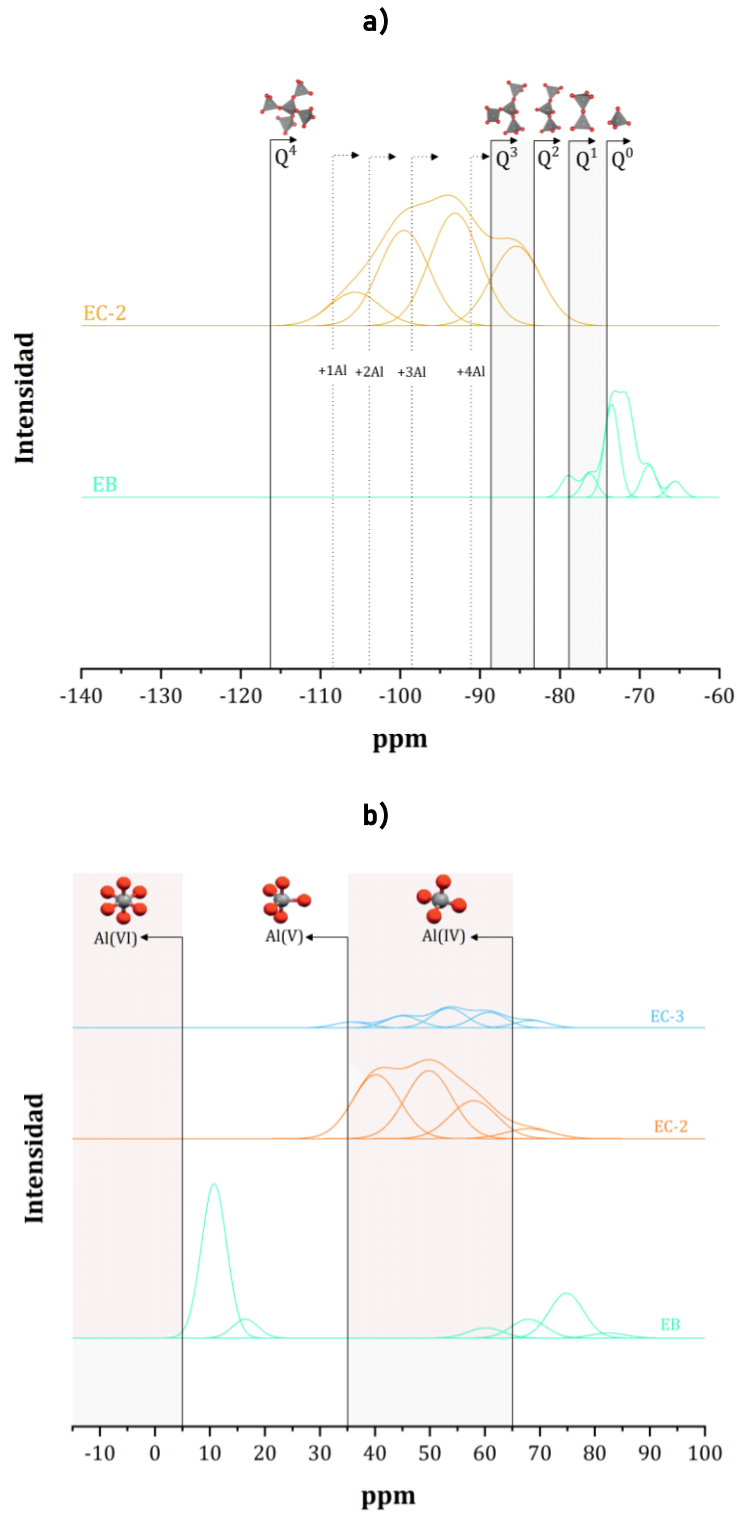 a)
Q⁴
Q³
Q²
Q¹
Q⁰
EC-2
+1Al
+2Al
+3Al
+4Al
EB
Intensidad
-140
-130
-120
-110
-100
-90
-80
-70
-60
ppm
b)
Al(VI)
Al(V)
Al(IV)
EC-3
EC-2
EB
Intensidad
-10
0
10
20
30
40
50
60
70
80
90
100
ppm